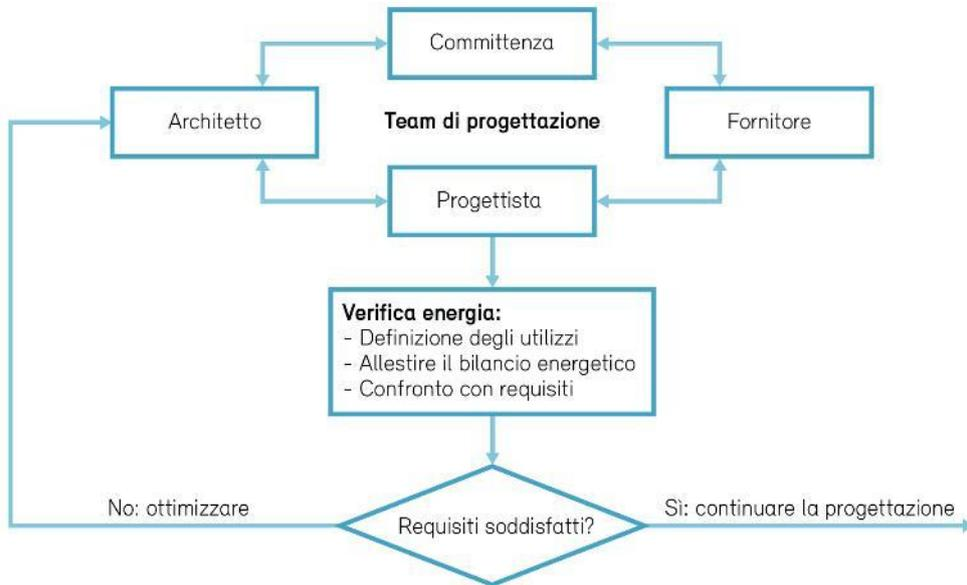 Committenza
Architetto
Team di progettazione
Fornitore
Progettista
Verifica energia:
- Definizione degli utilizzi
- Allestire il bilancio energetico
- Confronto con requisiti
No: ottimizzare
Requisiti soddisfatti?
Sì: continuare la progettazione